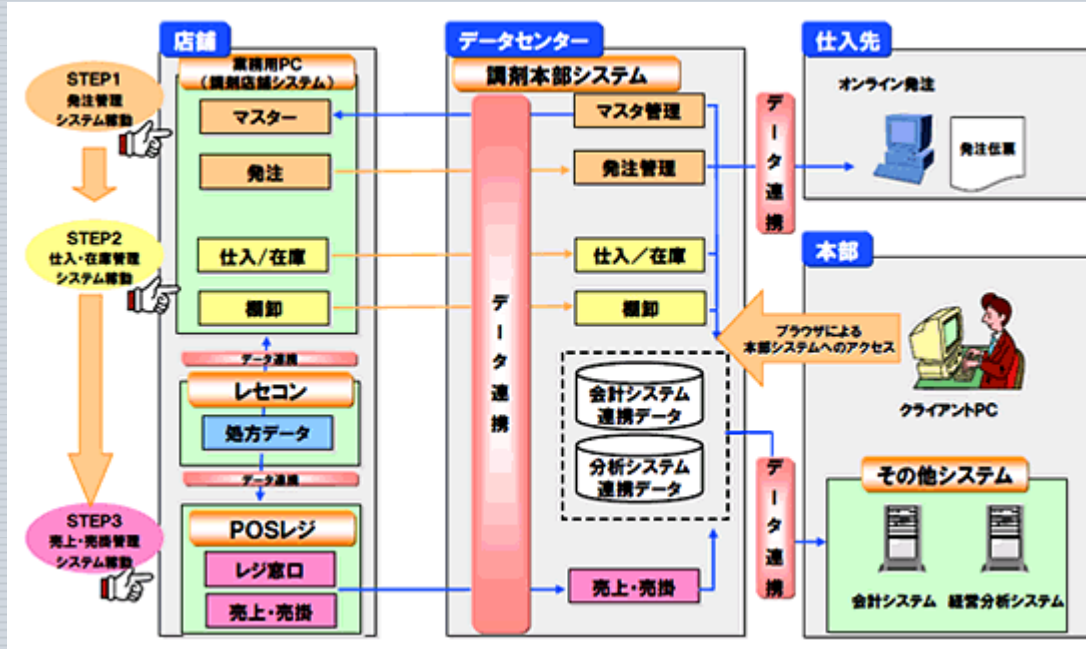 店舗
データセンター
仕入先
STEP1
発注管理
システム稼動
業務用PC
(調剤店舗システム)
マスター
発注
調剤本部システム
マスタ管理
発注管理
データ連携
オンライン発注
発注伝票
STEP2
仕入・在庫管理
システム稼動
仕入/在庫
棚卸
データ連携
仕入／在庫
棚卸
本部
ブラウザによる
本部システムへのアクセス
クライアントPC
データ連携
レセコン
処方データ
データ連携
会計システム
連携データ
分析システム
連携データ
データ連携
その他システム
会計システム
経営分析システム
STEP3
売上・売掛管理
システム稼動
POSレジ
レジ窓口
売上・売掛
売上・売掛